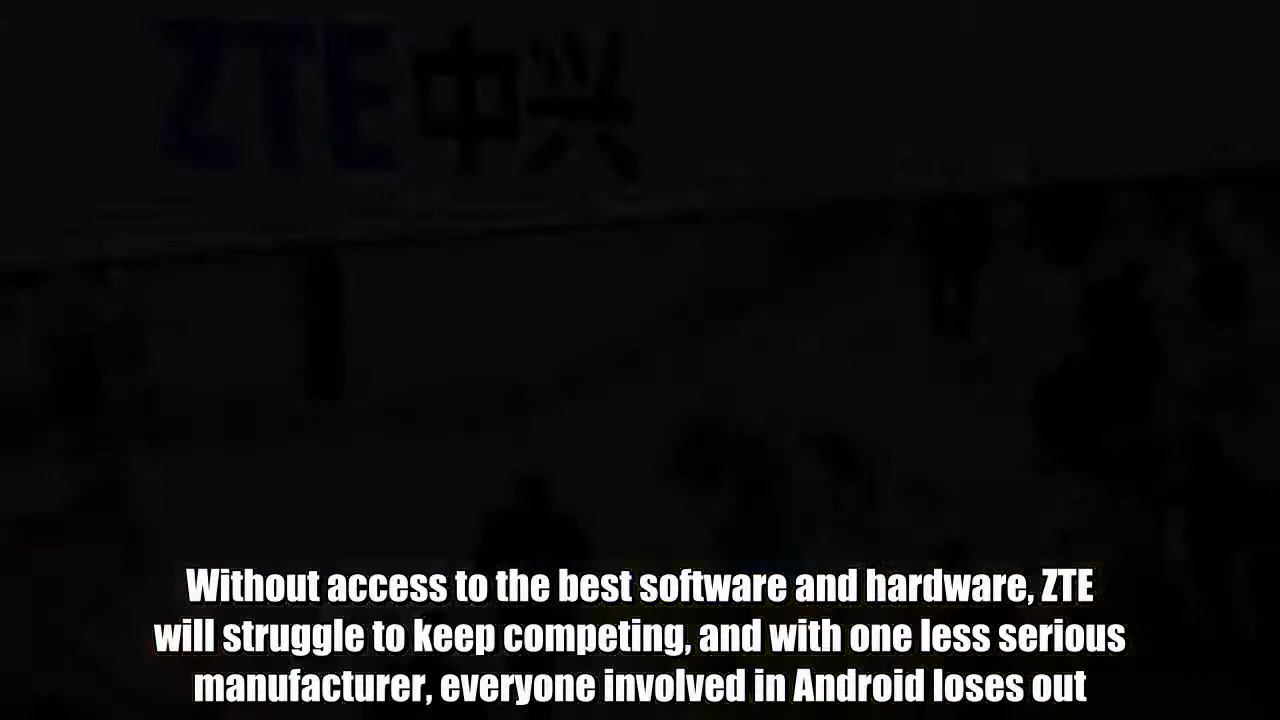 ZTE中兴
Without access to the best software and hardware, ZTE
will struggle to keep competing, and with one less serious
manufacturer, everyone involved in Android loses out